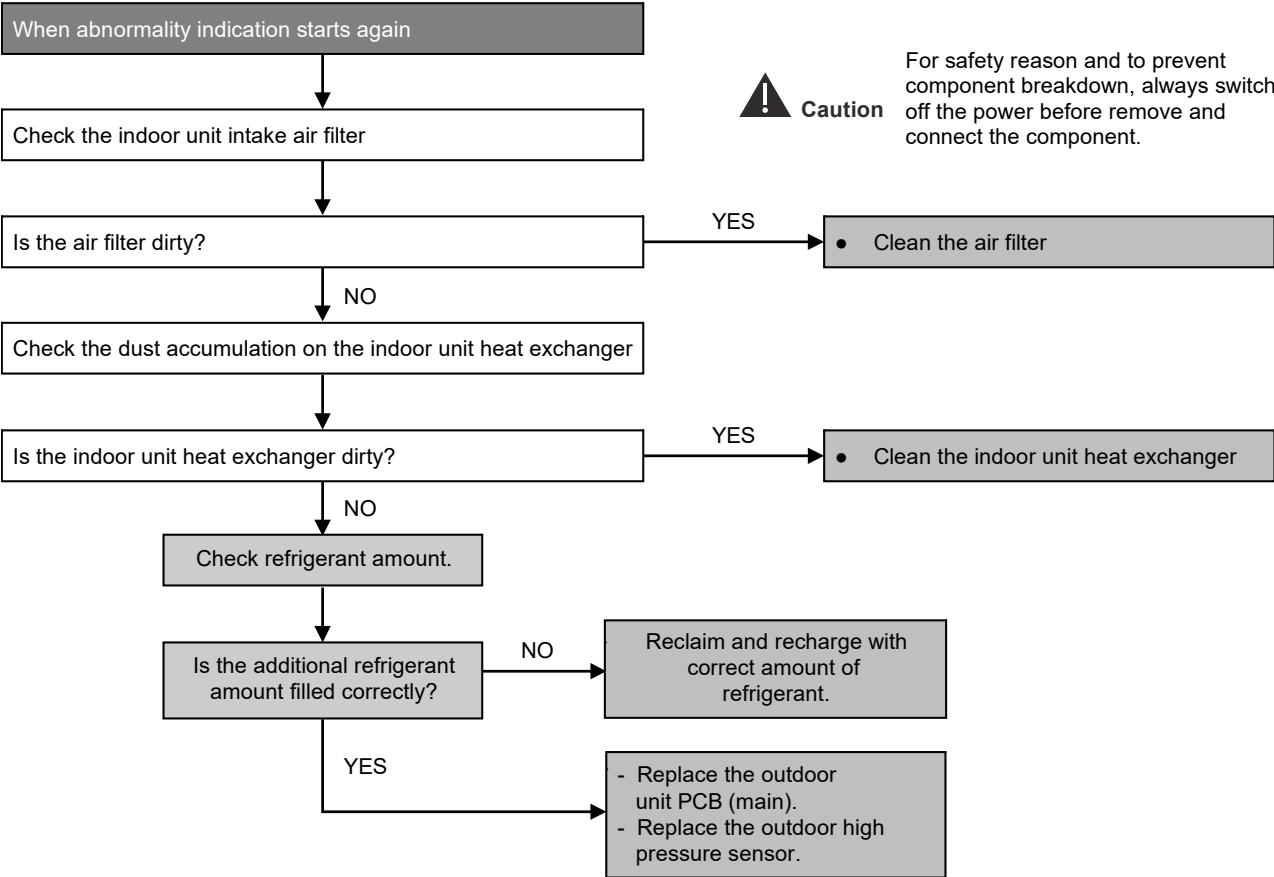 When abnormality indication starts again
For safety reason and to prevent
component breakdown, always switch
Caution off the power before remove and
connect the component.
Check the indoor unit intake air filter
Is the air filter dirty?
YES
● Clean the air filter
NO
Check the dust accumulation on the indoor unit heat exchanger
Is the indoor unit heat exchanger dirty?
YES
● Clean the indoor unit heat exchanger
NO
Check refrigerant amount.
Is the additional refrigerant
amount filled correctly?
NO
Reclaim and recharge with
correct amount of
refrigerant.
YES
- Replace the outdoor
unit PCB (main).
- Replace the outdoor high
pressure sensor.